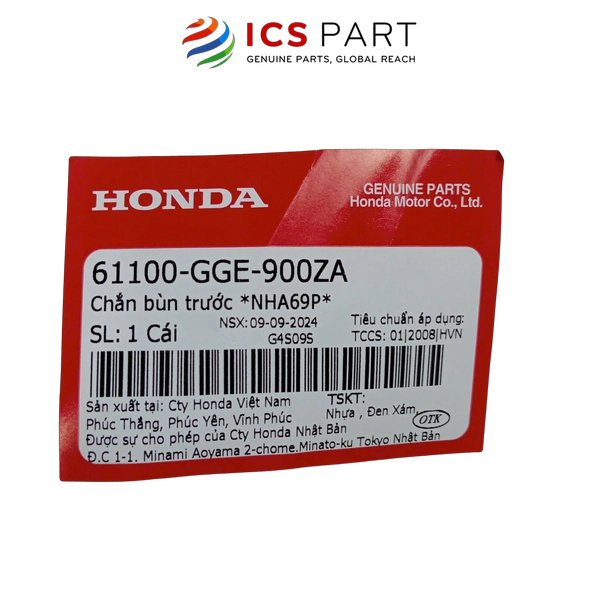 ICS PART
GENUINE PARTS, GLOBAL REACH
HONDA
GENUINE PARTS
Honda Motor Co., Ltd.
61100-GGE-900ZA
Chắn bùn trước *NHA69P*
SL: 1 Cái
NSX: 09-09-2024
G4S09S
Tiêu chuẩn áp dụng:
TCCS: 01|2008|HVN
Sản xuất tại: Cty Honda Việt Nam
Phúc Thắng, Phúc Yên, Vĩnh Phúc
Được sự cho phép của Cty Honda Nhật Bản
Đ.C 1-1. Minami Aoyama 2-chome.Minato-ku Tokyo Nhật Bản
TSKT:
Nhựa , Đen Xám,
OTK